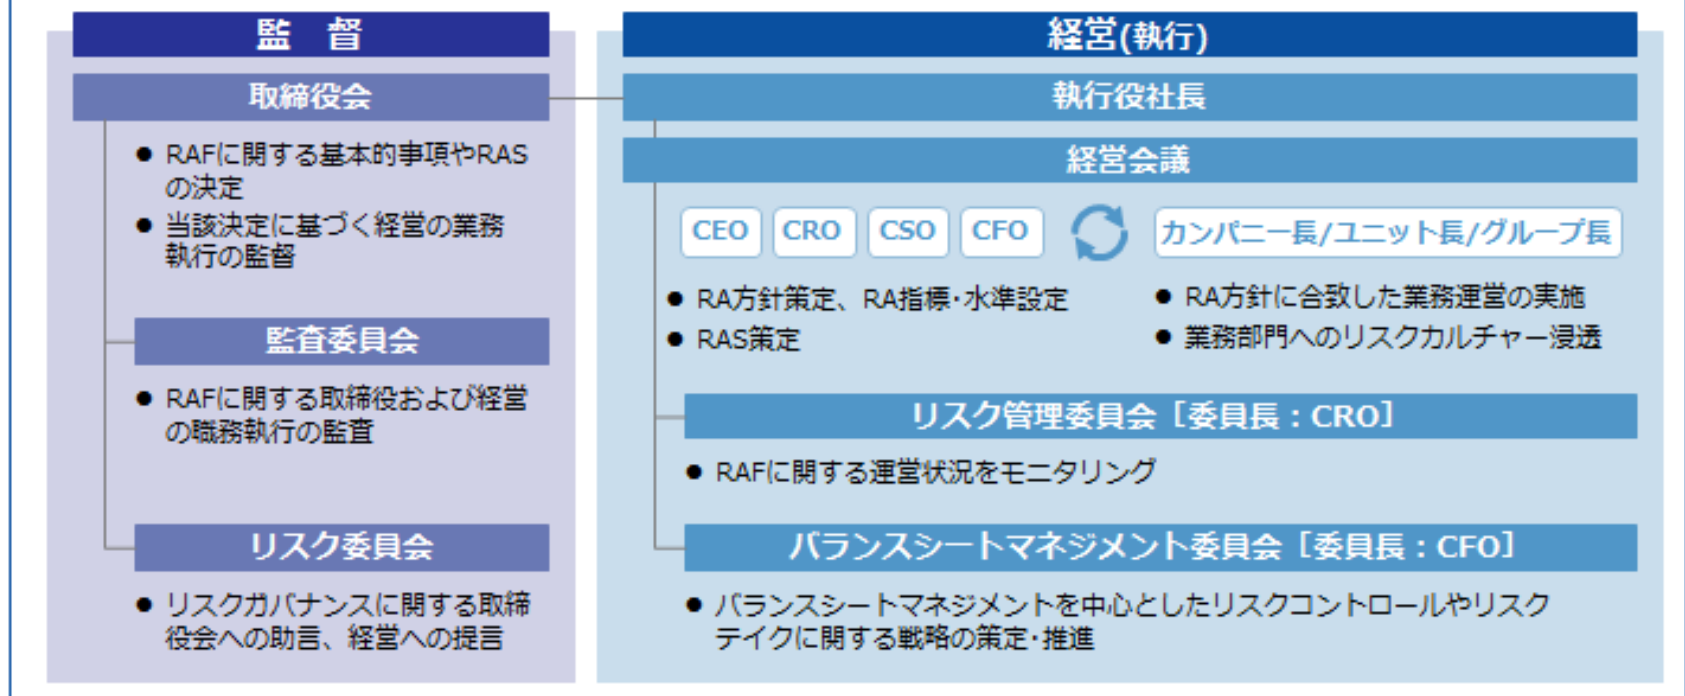 監 督
取締役会
● RAFに関する基本的事項やRAS
の決定
● 当該決定に基づく経営の業務
執行の監督
監査委員会
● RAFに関する取締役および経営
の職務執行の監査
リスク委員会
● リスクガバナンスに関する取締
役会への助言、経営への提言
経営(執行)
執行役社長
経営会議
CEO CRO CSO CFO
カンパニー長/ユニット長/グループ長
● RA方針策定、RA指標・水準設定
● RAS策定
● RA方針に合致した業務運営の実施
● 業務部門へのリスクカルチャー浸透
リスク管理委員会［委員長：CRO］
● RAFに関する運営状況をモニタリング
バランスシートマネジメント委員会［委員長：CFO］
● バランスシートマネジメントを中心としたリスクコントロールやリスク
テイクに関する戦略の策定・推進